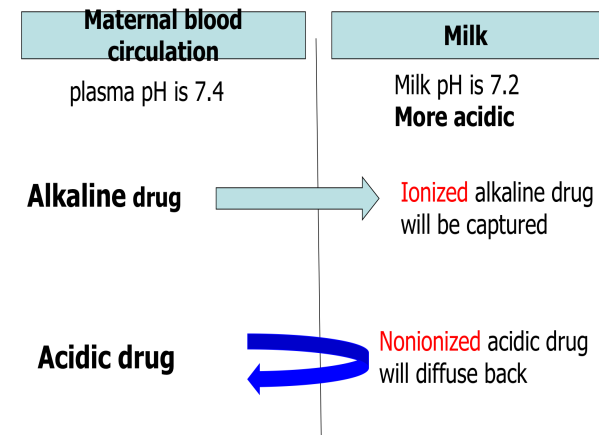 Maternal blood
circulation
Milk
plasma pH is 7.4
Milk pH is 7.2
More acidic
Alkaline drug
Ionized alkaline drug
will be captured
Acidic drug
Nonionized acidic drug
will diffuse back